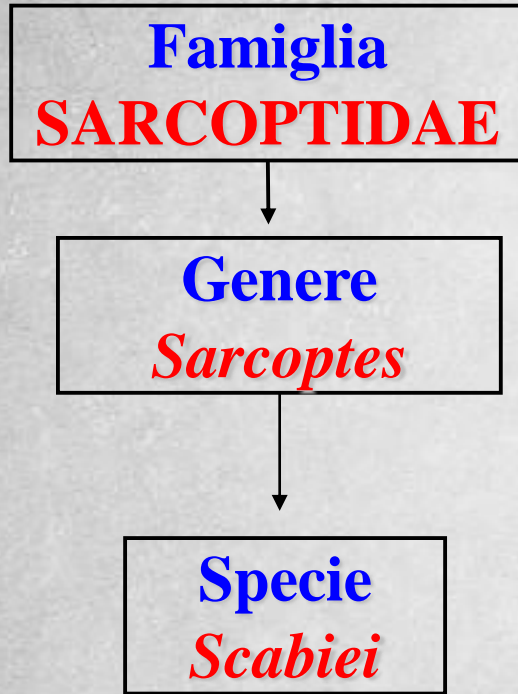 Famiglia
SARCOPTIDAE
Genere
Sarcoptes
Specie
Scabiei